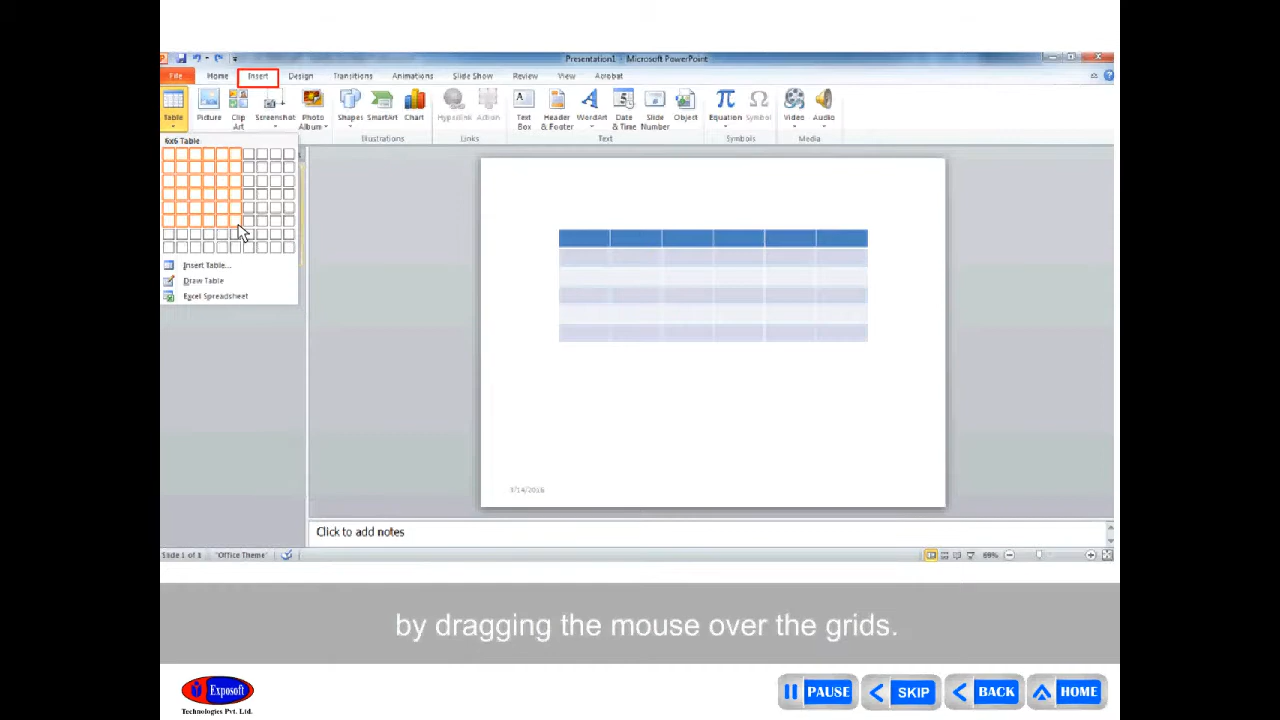 Presentation1 - Microsoft PowerPoint
File Home Insert Design Transitions Animations Slide Show Review View Acrobat
Table Picture Clip Art Screenshot Photo Album Shapes SmartArt Chart Hyperlink Action Text Box Header & Footer WordArt Date & Time Slide Number Object Equation Symbol Video Audio
Illustrations Links Text Symbols Media
6x6 Table
Insert Table...
Draw Table
Excel Spreadsheet
3/14/2016
Click to add notes
Slide 1 of 1 "Office Theme" 66%
by dragging the mouse over the grids.
Exposoft
Technologies Pvt. Ltd.
PAUSE SKIP BACK HOME